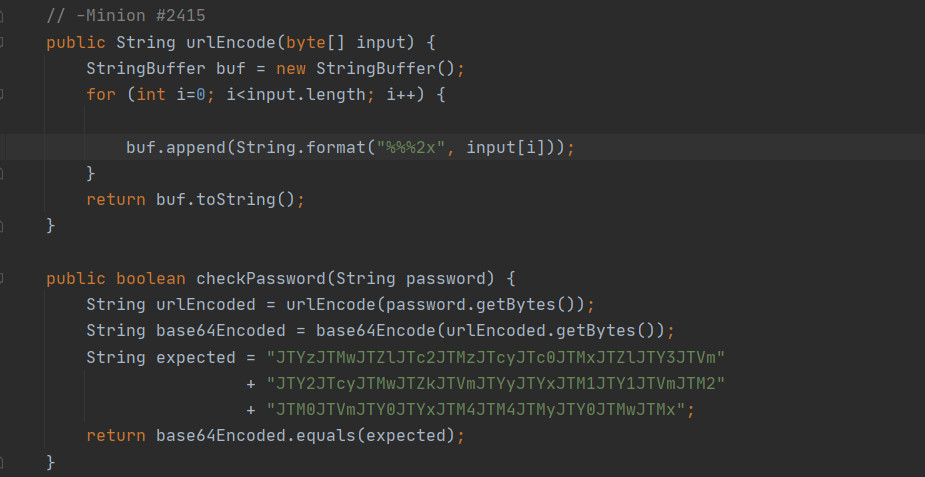 // -Minion #2415
public String urlEncode(byte[] input) {
StringBuffer buf = new StringBuffer();
for (int i=0; i<input.length; i++) {
buf.append(String.format("%%%2x", input[i]));
}
return buf.toString();
}
public boolean checkPassword(String password) {
String urlEncoded = urlEncode(password.getBytes());
String base64Encoded = base64Encode(urlEncoded.getBytes());
String expected = "JTYzJTMwJTZlJTc2JTMzJTcyJTc0JTMxJTZlJTY3JTVm"
+ "JTY2JTcyJTMwJTZkJTVmJTYyJTYxJTM1JTY1JTVmJTM2"
+ "JTM0JTVmJTY0JTYxJTM4JTM4JTMyJTY0JTMwJTMx";
return base64Encoded.equals(expected);
}